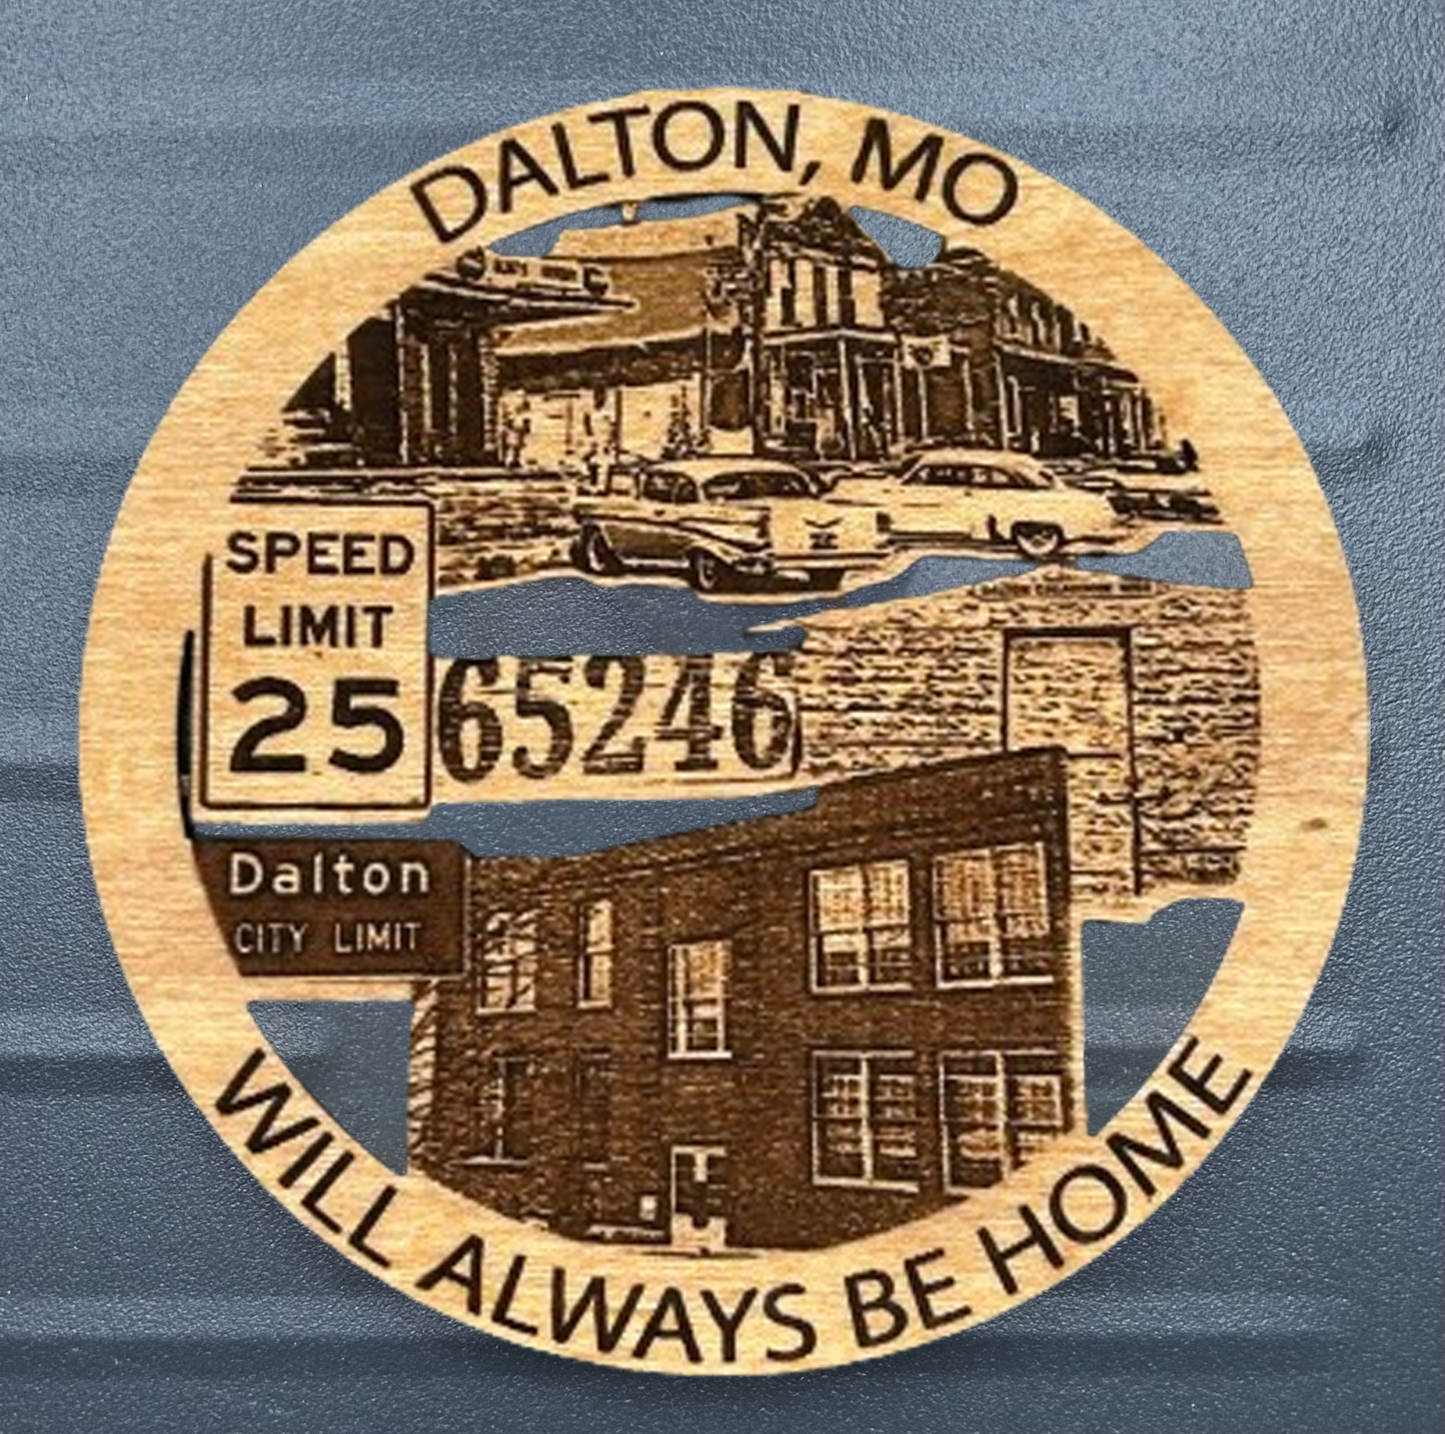 DALTON, MO
SPEED
LIMIT
25
65246
Dalton
CITY LIMIT
WILL ALWAYS BE HOME